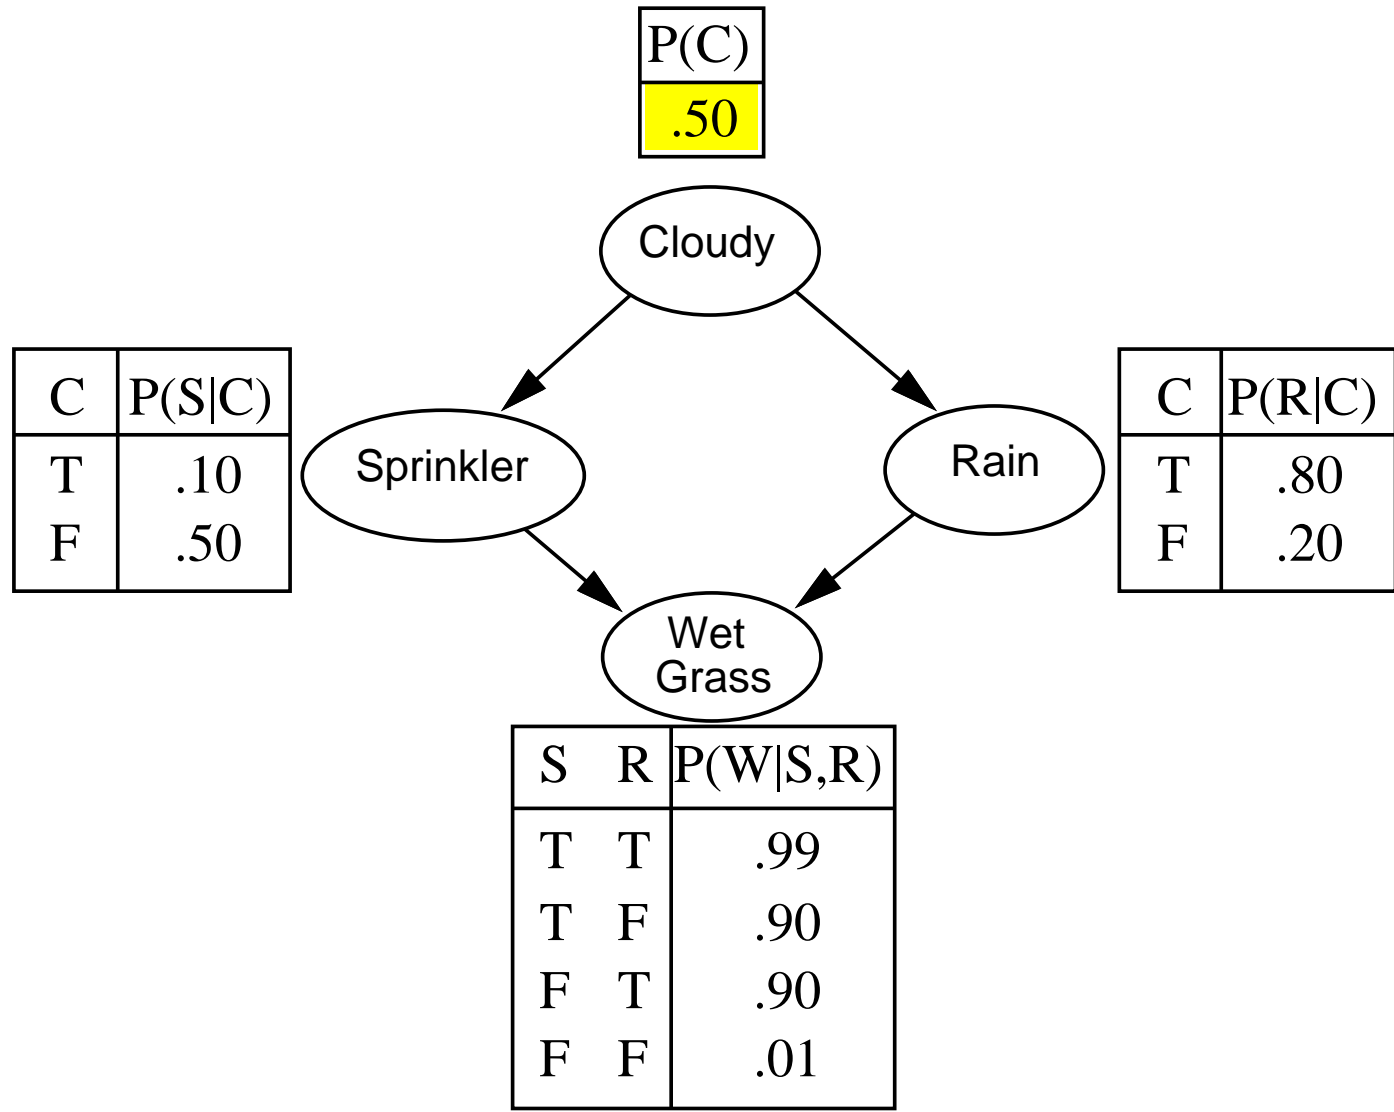 P(C)
.50
Cloudy
C P(S|C)
T .10
F .50
Sprinkler
Rain
C P(R|C)
T .80
F .20
Wet
Grass
S R P(W|S,R)
T T .99
T F .90
F T .90
F F .01